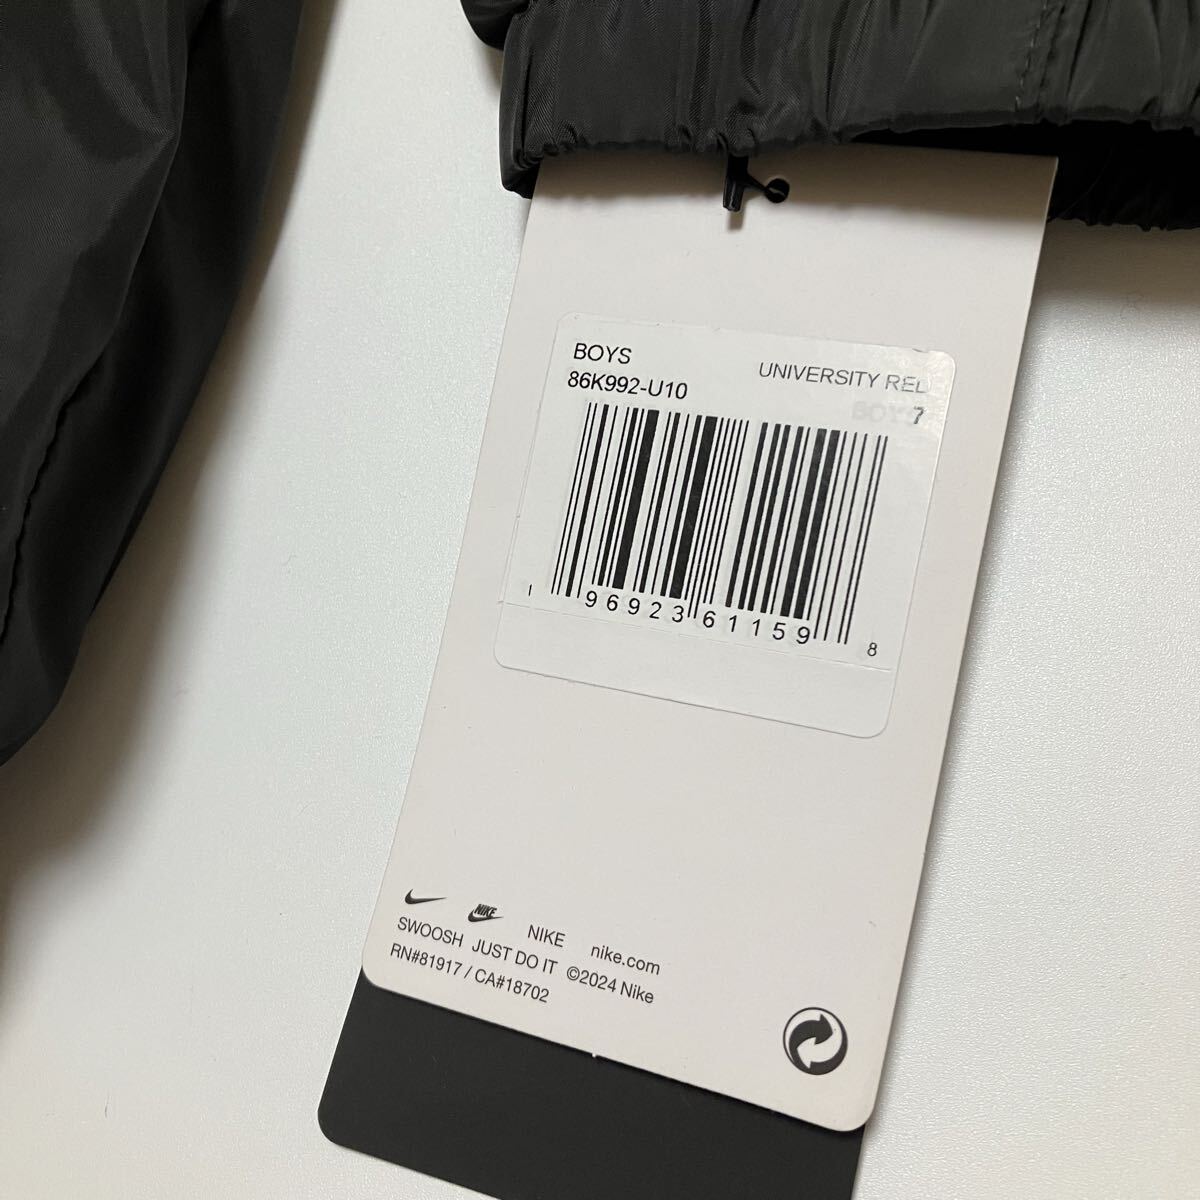 BOYS
86K992-U10
UNIVERSITY RED
7
1 96923 61159 8
NIKE
NIKE
nike.com
SWOOSH JUST DO IT ©2024 Nike
RN#81917 / CA#18702